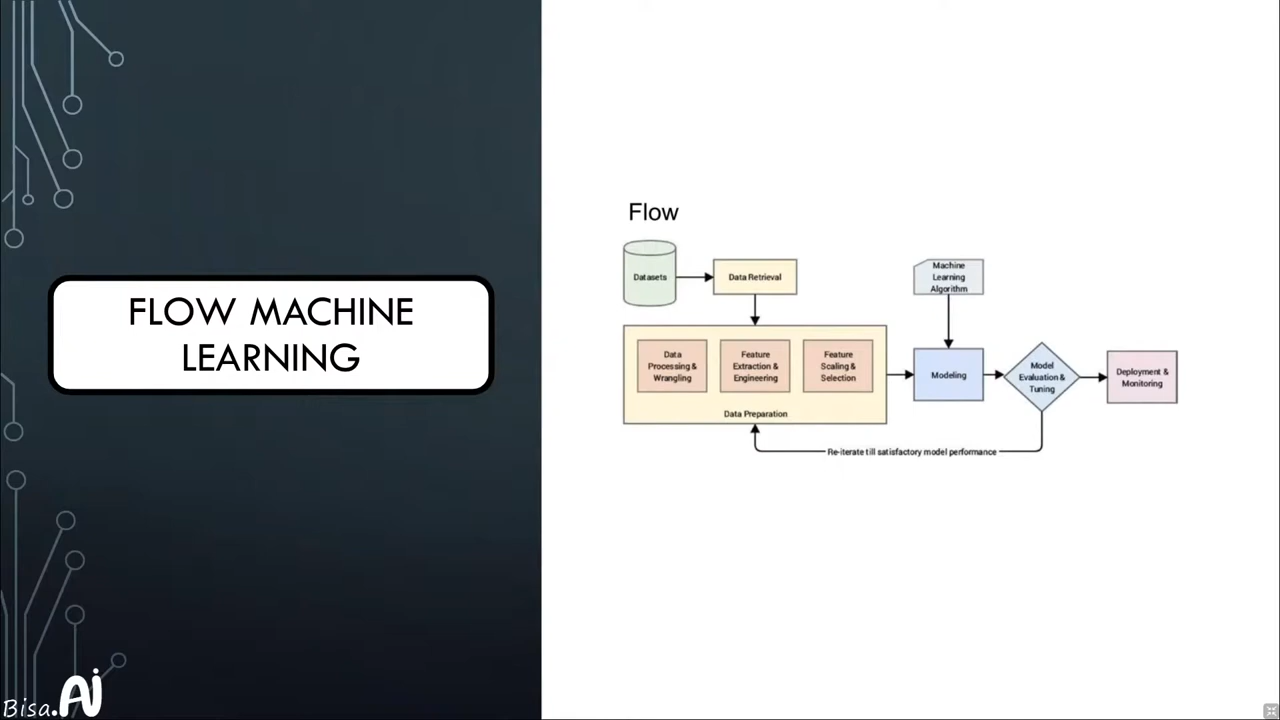 FLOW MACHINE
LEARNING
Bisa.AI
Flow
Datasets
Data Retrieval
Machine
Learning
Algorithm
Data
Processing &
Wrangling
Feature
Extraction &
Engineering
Feature
Scaling &
Selection
Data Preparation
Modeling
Model
Evaluation &
Tuning
Deployment &
Monitoring
Re-iterate till satisfactory model performance